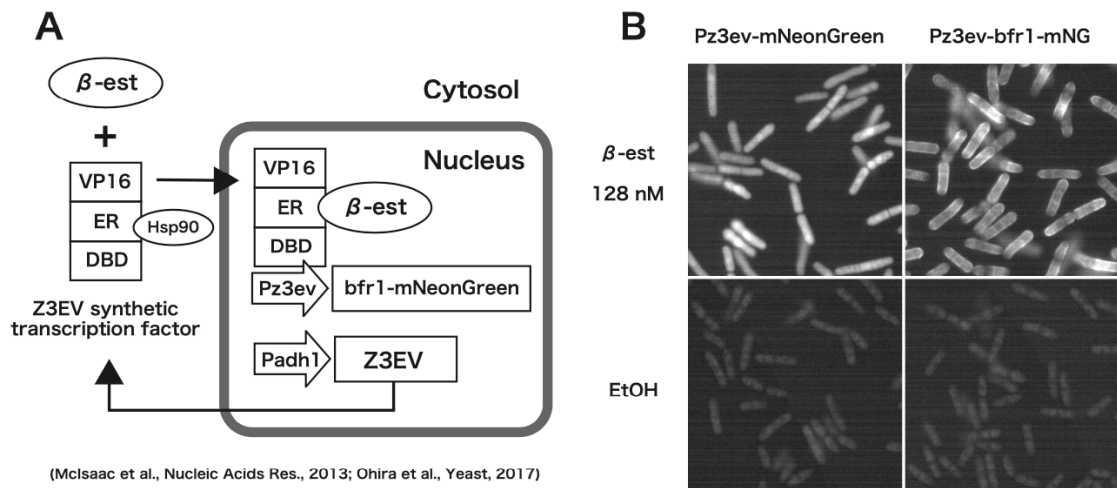 A
β-est
+
VP16
ER
Hsp90
DBD
Z3EV synthetic
transcription factor
Cytosol
Nucleus
VP16
ER
β-est
DBD
Pz3ev
bfr1-mNeonGreen
Padh1
Z3EV
(McIsaac et al., Nucleic Acids Res., 2013; Ohira et al., Yeast, 2017)
B
Pz3ev-mNeonGreen
Pz3ev-bfr1-mNG
β-est
128 nM
EtOH